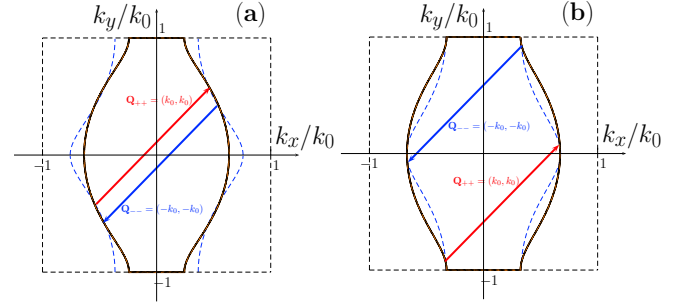 k_y/k_0 (a)
1
Q_{++} = (k_0, k_0)
k_x/k_0
-1
1
Q_{--} = (-k_0, -k_0)
-1
k_y/k_0 (b)
1
Q_{--} = (-k_0, -k_0)
k_x/k_0
-1
1
Q_{++} = (k_0, k_0)
-1